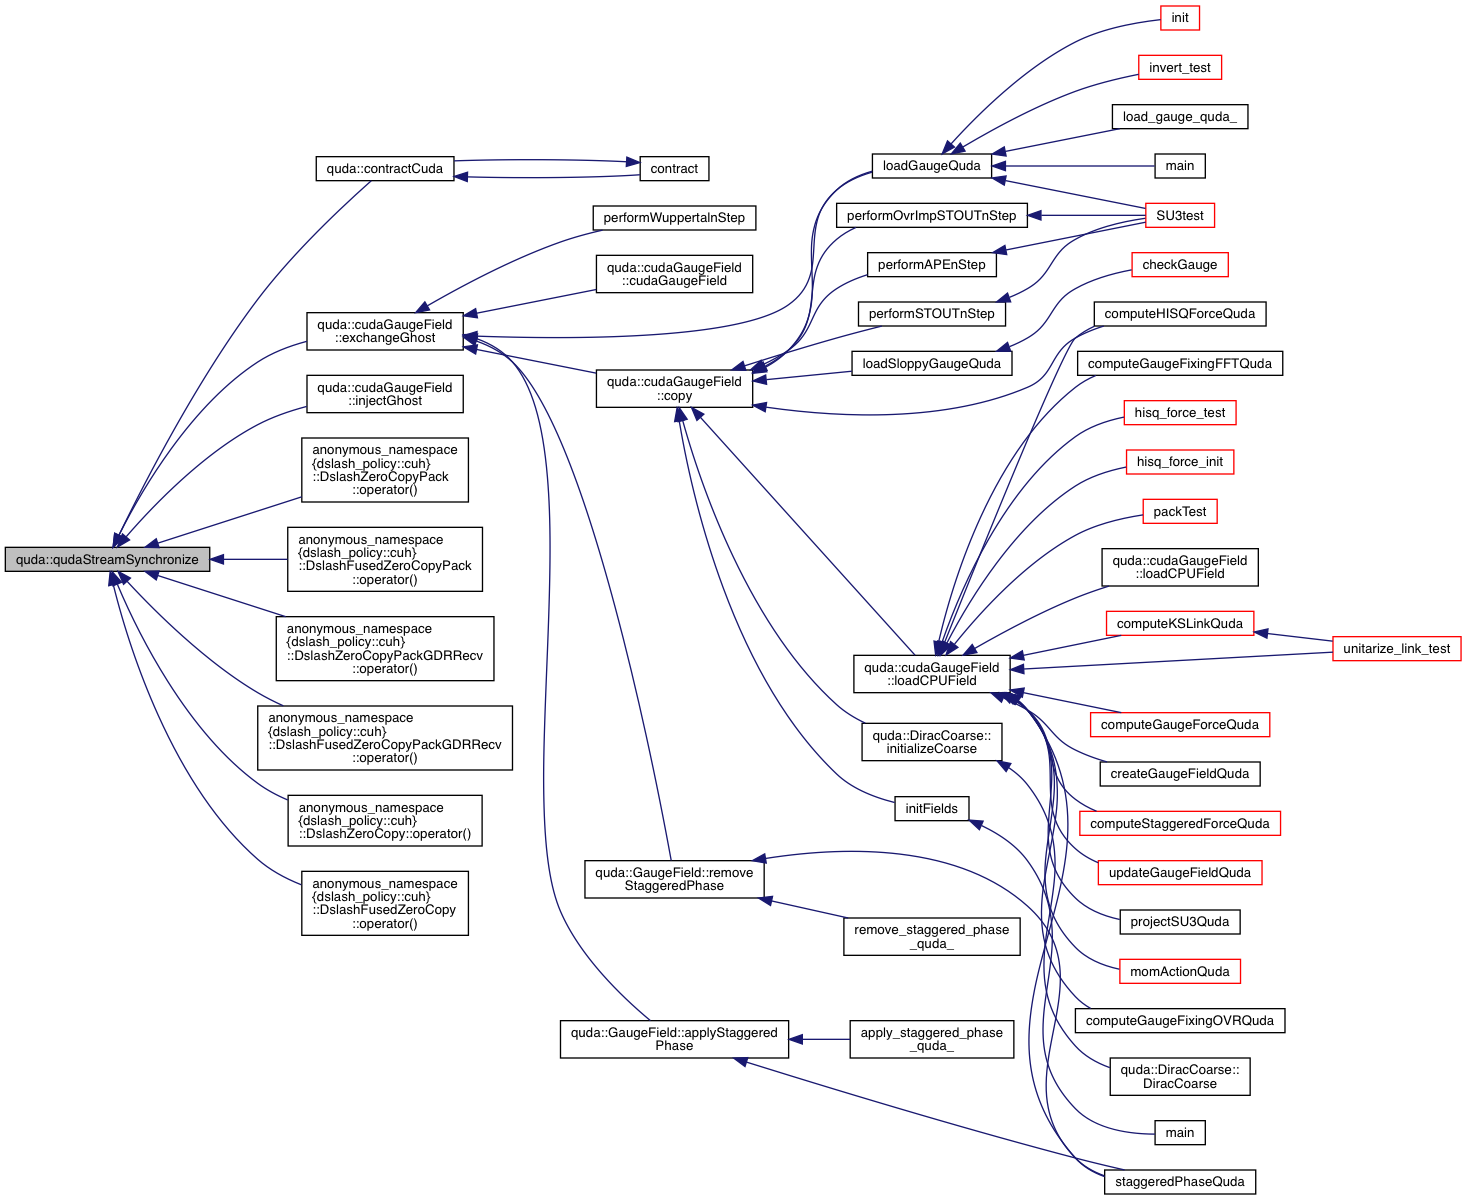 init
invert_test
load_gauge_quda_
quda::contractCuda
contract
loadGaugeQuda
main
performWuppertalnStep
performOvrImpSTOUTnStep
SU3test
quda::cudaGaugeField
::cudaGaugeField
performAPEnStep
checkGauge
quda::cudaGaugeField
::exchangeGhost
performSTOUTnStep
computeHISQForceQuda
loadSloppyGaugeQuda
computeGaugeFixingFFTQuda
quda::cudaGaugeField
::injectGhost
quda::cudaGaugeField
::copy
hisq_force_test
anonymous_namespace
{dslash_policy::cuh}
::DslashZeroCopyPack
::operator()
hisq_force_init
packTest
quda::qudaStreamSynchronize
anonymous_namespace
{dslash_policy::cuh}
::DslashFusedZeroCopyPack
::operator()
quda::cudaGaugeField
::loadCPUField
anonymous_namespace
{dslash_policy::cuh}
::DslashZeroCopyPackGDRRecv
::operator()
computeKSLinkQuda
unitarize_link_test
quda::cudaGaugeField
::loadCPUField
anonymous_namespace
{dslash_policy::cuh}
::DslashFusedZeroCopyPackGDRRecv
::operator()
computeGaugeForceQuda
quda::DiracCoarse::
initializeCoarse
createGaugeFieldQuda
anonymous_namespace
{dslash_policy::cuh}
::DslashZeroCopy::operator()
initFields
computeStaggeredForceQuda
anonymous_namespace
{dslash_policy::cuh}
::DslashFusedZeroCopy
::operator()
quda::GaugeField::remove
StaggeredPhase
updateGaugeFieldQuda
remove_staggered_phase
_quda_
projectSU3Quda
momActionQuda
quda::GaugeField::applyStaggered
Phase
apply_staggered_phase
_quda_
computeGaugeFixingOVRQuda
quda::DiracCoarse::
DiracCoarse
main
staggeredPhaseQuda